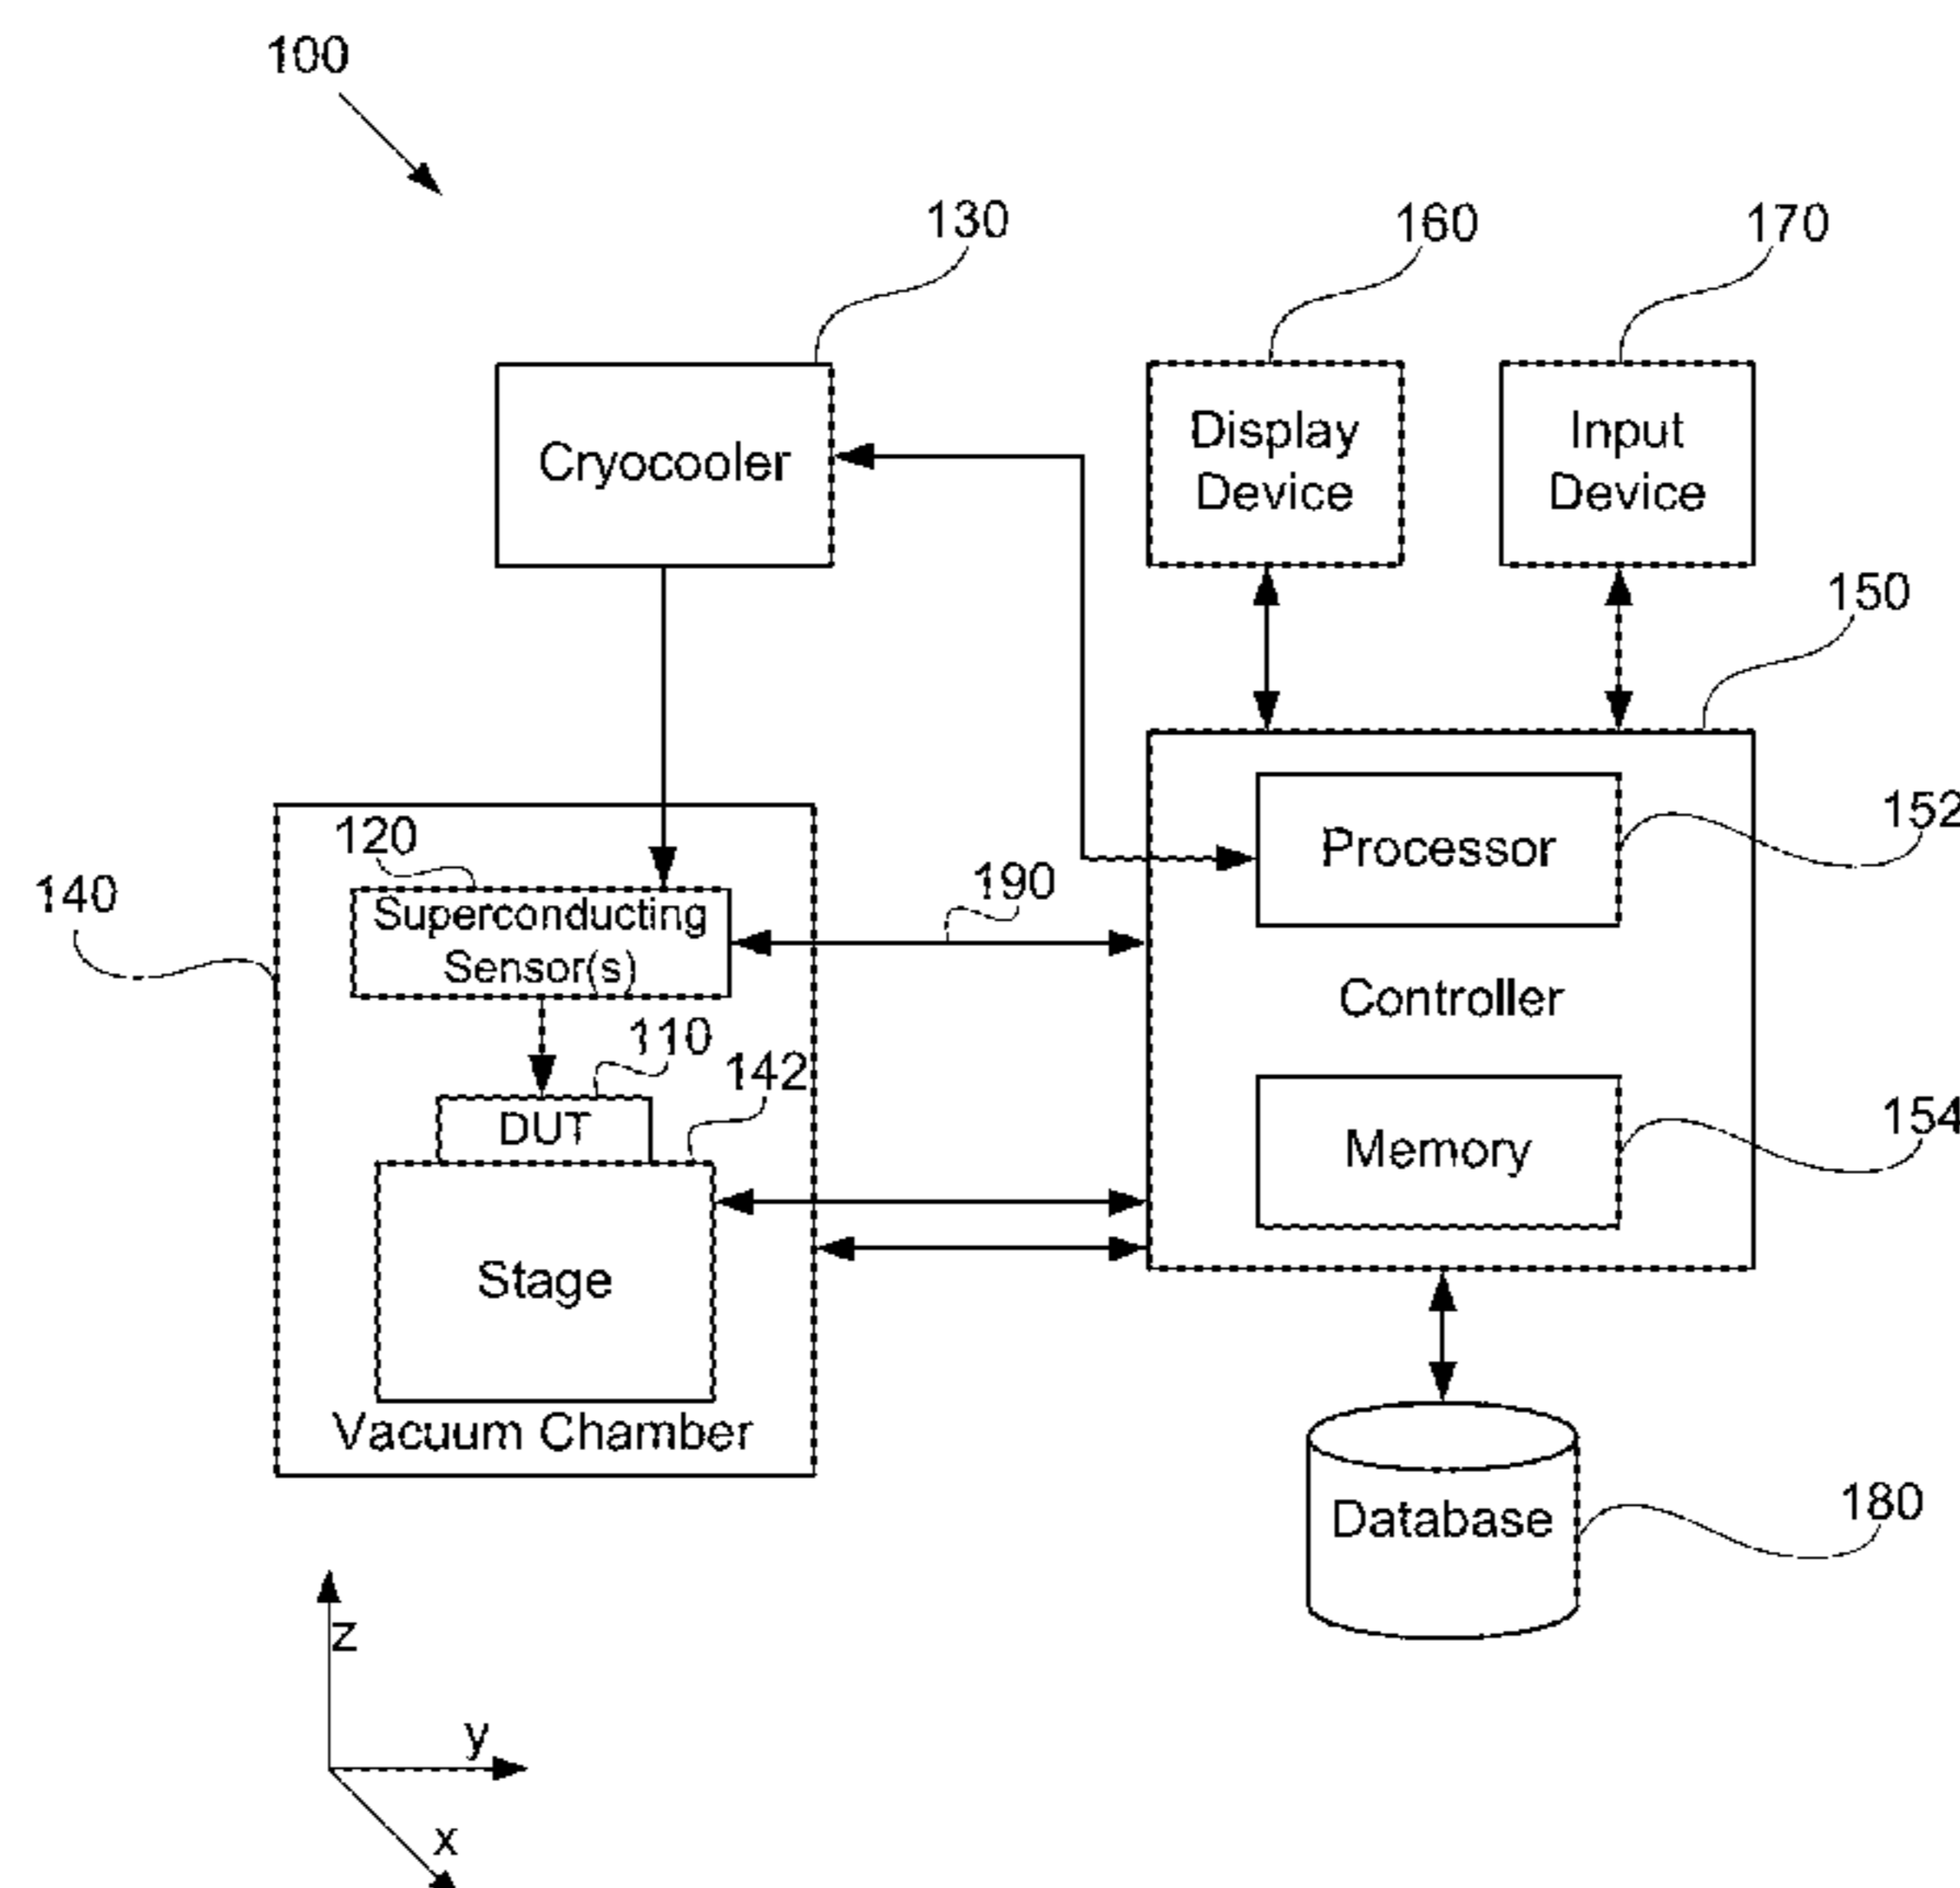 100
130
160
170
Cryocooler
Display
Device
Input
Device
150
120
140
Superconducting
Sensor(s)
190
Processor
152
Controller
110
142
DUT
Memory
154
Stage
Vacuum Chamber
Database
180
z
y
x